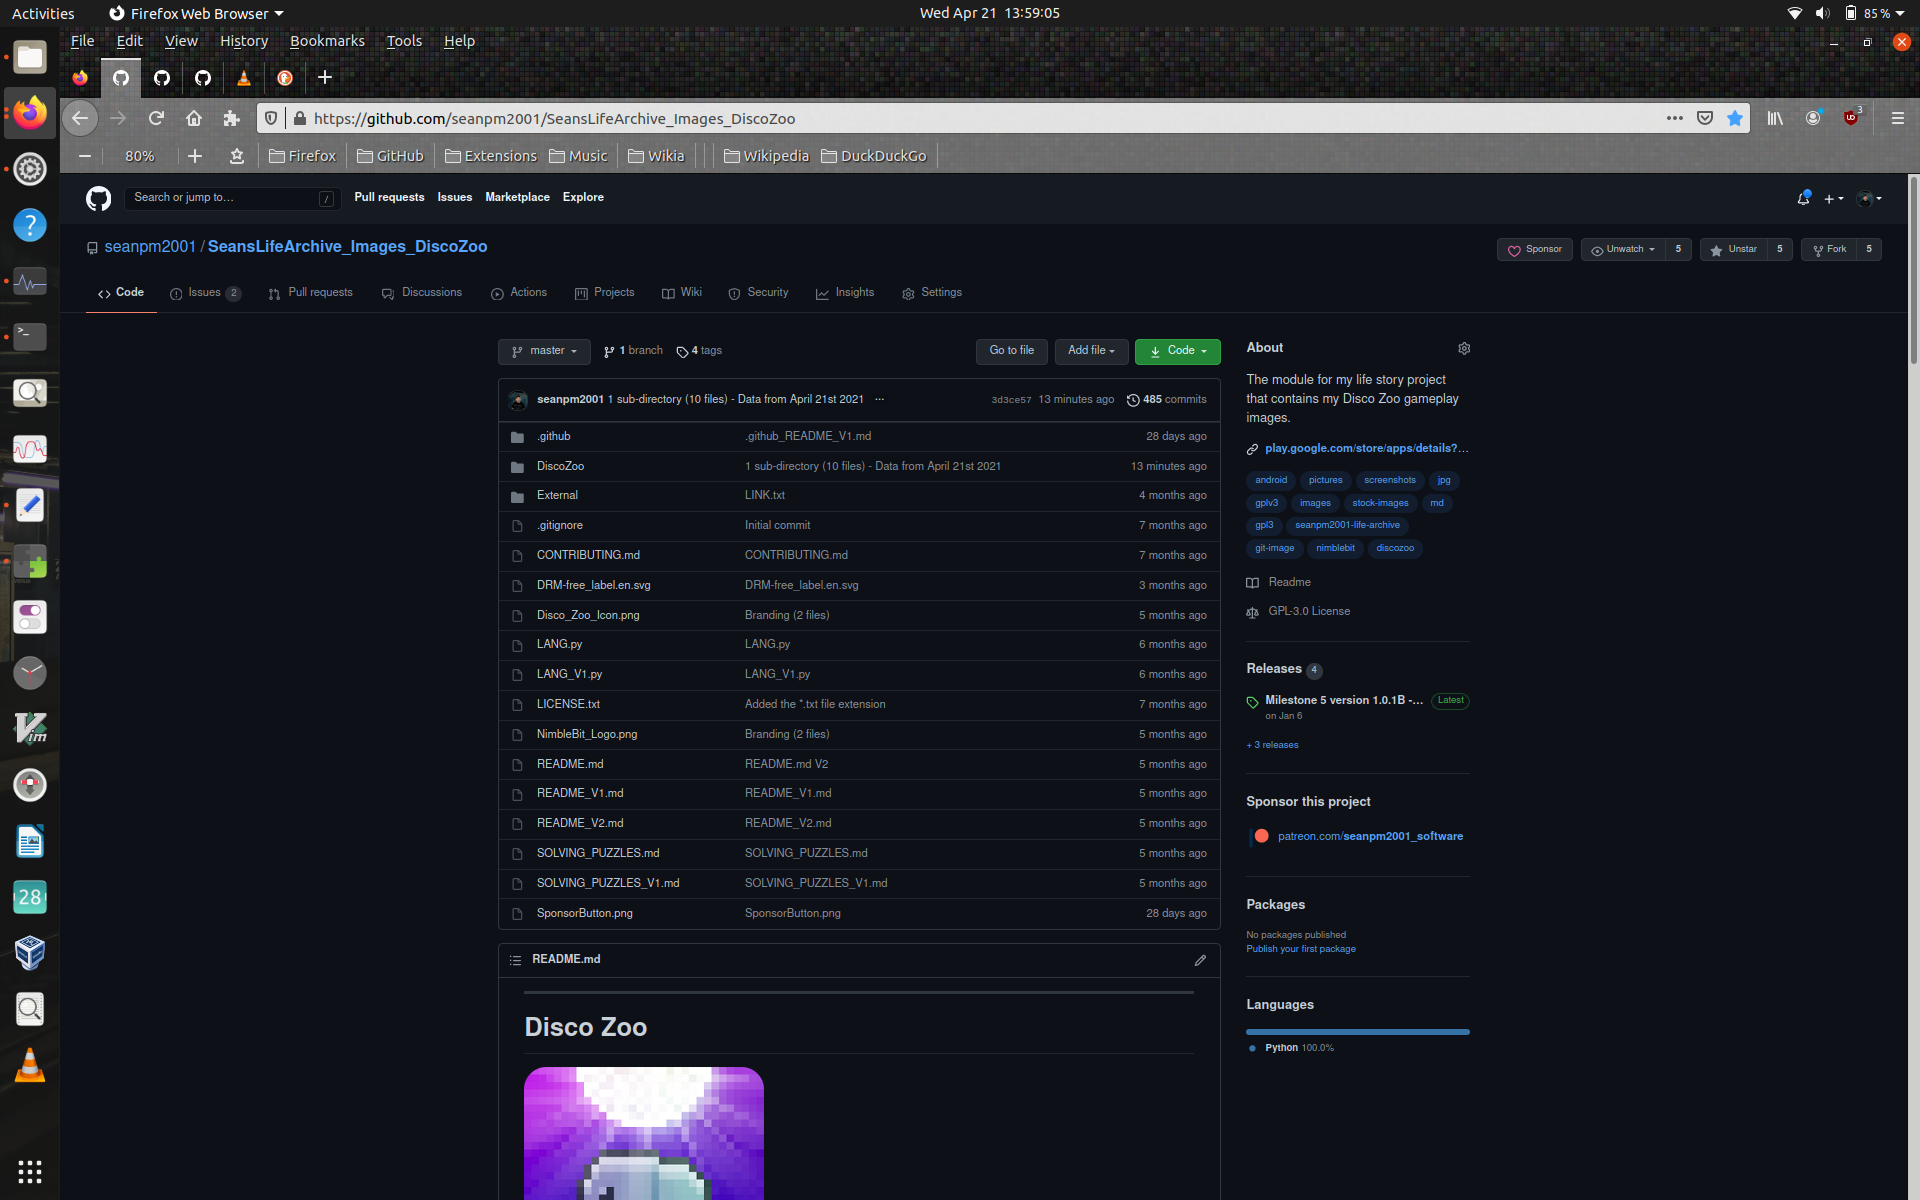 Activities Firefox Web Browser Wed Apr 21 13:59:05 85 %
File Edit View History Bookmarks Tools Help
https://github.com/seanpm2001/SeansLifeArchive_Images_DiscoZoo 3
80% Firefox GitHub Extensions Music Wikia Wikipedia DuckDuckGo
Search or jump to… / Pull requests Issues Marketplace Explore
seanpm2001 / SeansLifeArchive_Images_DiscoZoo Sponsor Unwatch 5 Unstar 5 Fork 5
Code Issues 2 Pull requests Discussions Actions Projects Wiki Security Insights Settings
master 1 branch 4 tags Go to file Add file Code
seanpm2001 1 sub-directory (10 files) - Data from April 21st 2021 ... 3d3ce57 13 minutes ago 485 commits
.github .github_README_V1.md 28 days ago
DiscoZoo 1 sub-directory (10 files) - Data from April 21st 2021 13 minutes ago
External LINK.txt 4 months ago
.gitignore Initial commit 7 months ago
CONTRIBUTING.md CONTRIBUTING.md 7 months ago
DRM-free_label.en.svg DRM-free_label.en.svg 3 months ago
Disco_Zoo_Icon.png Branding (2 files) 5 months ago
LANG.py LANG.py 6 months ago
LANG_V1.py LANG_V1.py 6 months ago
LICENSE.txt Added the *.txt file extension 7 months ago
NimbleBit_Logo.png Branding (2 files) 5 months ago
README.md README.md V2 5 months ago
README_V1.md README_V1.md 5 months ago
README_V2.md README_V2.md 5 months ago
SOLVING_PUZZLES.md SOLVING_PUZZLES.md 5 months ago
SOLVING_PUZZLES_V1.md SOLVING_PUZZLES_V1.md 5 months ago
SponsorButton.png SponsorButton.png 28 days ago
README.md
Disco Zoo
About
The module for my life story project
that contains my Disco Zoo gameplay
images.
play.google.com/store/apps/details?...
android pictures screenshots jpg
gplv3 images stock-images md
gpl3 seanpm2001-life-archive
git-image nimblebit discozoo
Readme
GPL-3.0 License
Releases 4
Milestone 5 version 1.0.1B -... Latest
on Jan 6
+ 3 releases
Sponsor this project
patreon.com/seanpm2001_software
Packages
No packages published
Publish your first package
Languages
Python 100.0%
?
>_
Vim
28